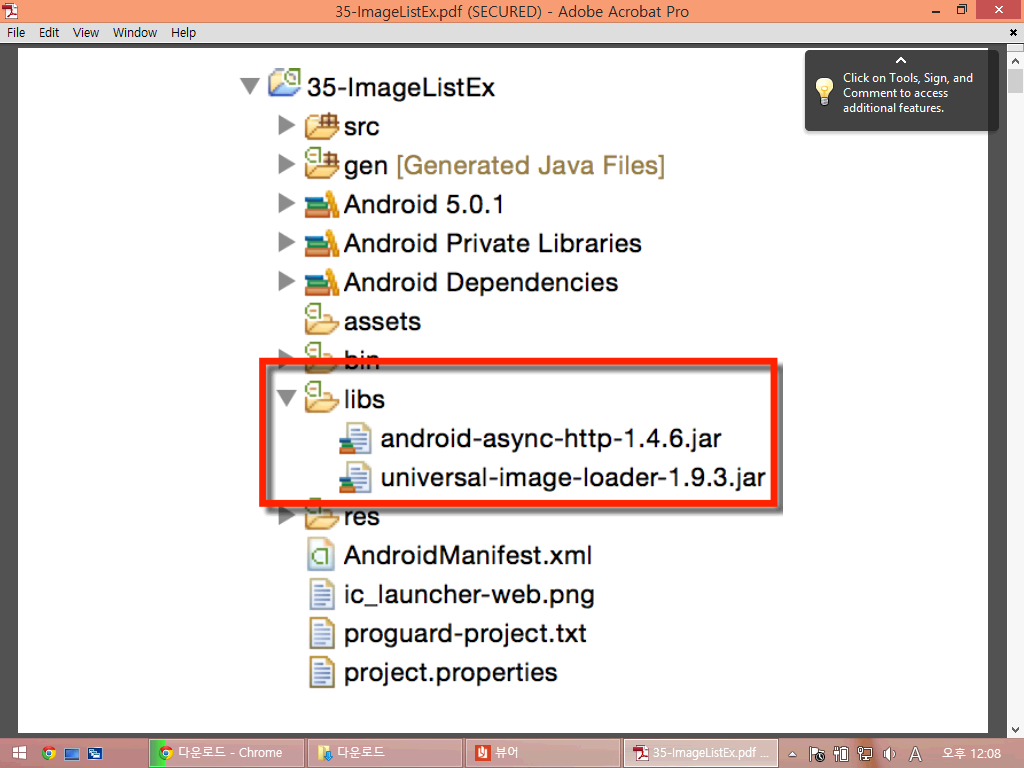 35-ImageListEx.pdf (SECURED) - Adobe Acrobat Pro
File Edit View Window Help
Click on Tools, Sign, and
Comment to access
additional features.
35-ImageListEx
src
gen [Generated Java Files]
Android 5.0.1
Android Private Libraries
Android Dependencies
assets
bin
libs
android-async-http-1.4.6.jar
universal-image-loader-1.9.3.jar
res
AndroidManifest.xml
ic_launcher-web.png
proguard-project.txt
project.properties
다운로드 - Chrome
다운로드
뷰어
35-ImageListEx.pdf ...
A
오후 12:08